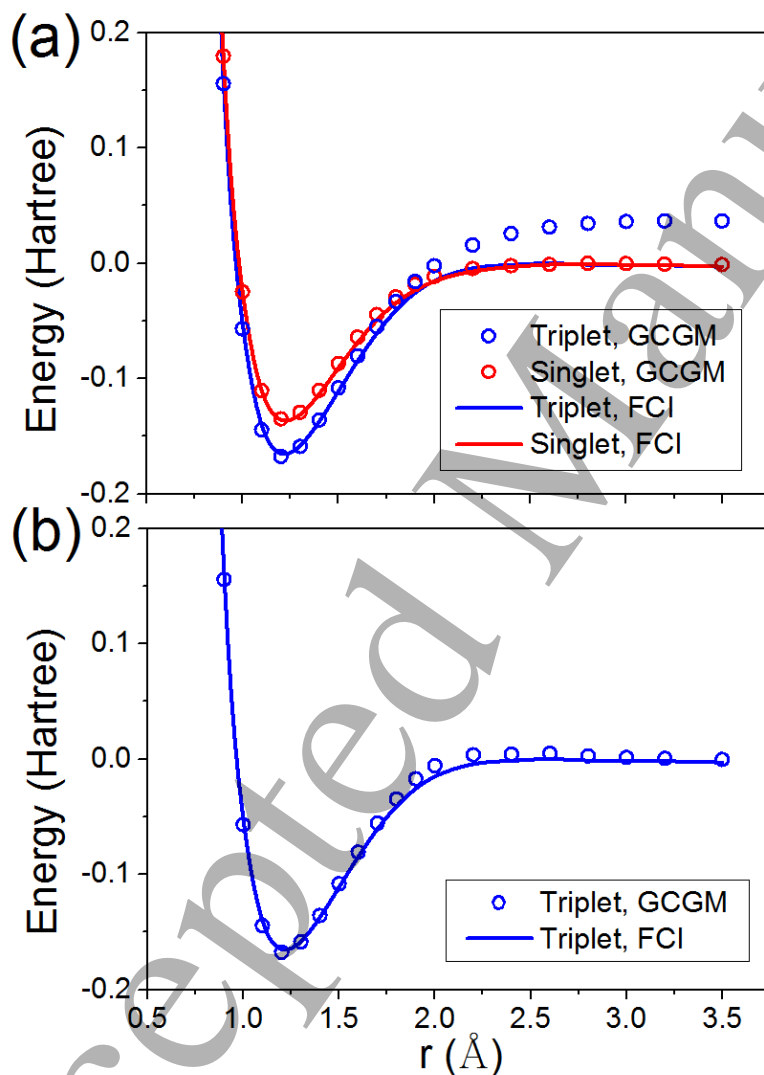 (a)
0.2
0.1
0.0
-0.1
-0.2
Energy (Hartree)
Triplet, GCGM
Singlet, GCGM
Triplet, FCI
Singlet, FCI
(b)
0.2
0.1
0.0
-0.1
-0.2
Energy (Hartree)
Triplet, GCGM
Triplet, FCI
0.5 1.0 1.5 2.0 2.5 3.0 3.5
r (Å)